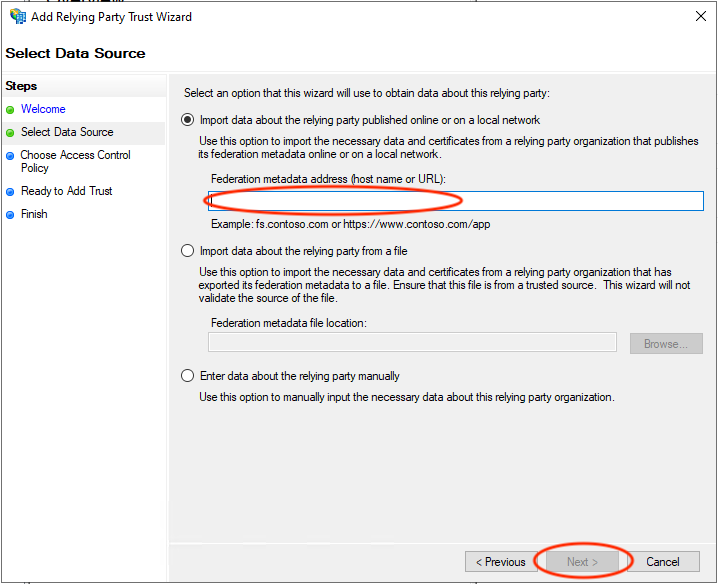 Add Relying Party Trust Wizard
Select Data Source
Steps
Welcome
Select Data Source
Choose Access Control
Policy
Ready to Add Trust
Finish
Select an option that this wizard will use to obtain data about this relying party:
Import data about the relying party published online or on a local network
Use this option to import the necessary data and certificates from a relying party organization that publishes
its federation metadata online or on a local network.
Federation metadata address (host name or URL):
Example: fs.contoso.com or https://www.contoso.com/app
Import data about the relying party from a file
Use this option to import the necessary data and certificates from a relying party organization that has
exported its federation metadata to a file. Ensure that this file is from a trusted source.  This wizard will not
validate the source of the file.
Federation metadata file location:
Browse...
Enter data about the relying party manually
Use this option to manually input the necessary data about this relying party organization.
< Previous
Next >
Cancel